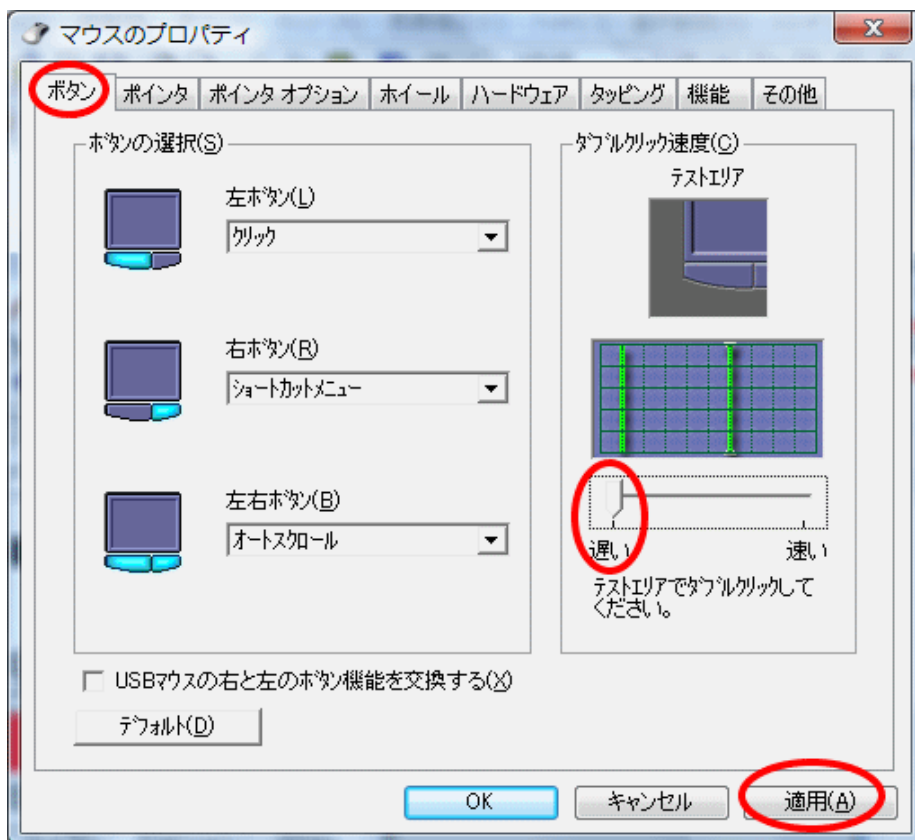 マウスのプロパティ
ボタン ポインタ ポインタ オプション ホイール ハードウェア タッピング 機能 その他
ボタンの選択(S)
左ボタン(L)
クリック
右ボタン(R)
ショートカットメニュー
左右ボタン(B)
オートスクロール
ダブルクリック速度(C)
テストエリア
遅い 速い
テストエリアでダブルクリックして
ください。
USBマウスの右と左のボタン機能を交換する(X)
デフォルト(D)
OK キャンセル 適用(A)